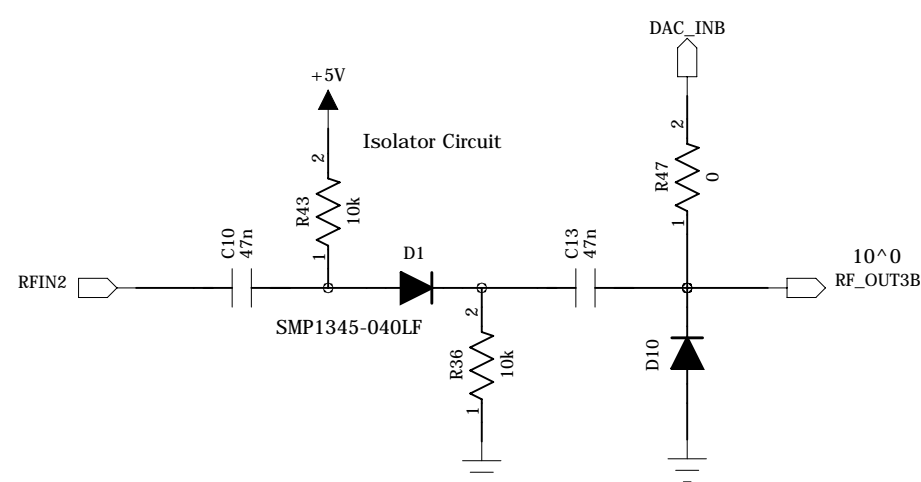 DAC_INB
+5V
Isolator Circuit
2
2
R43
10k
R47
0
1
1
C10
47n
D1
C13
47n
10^0
RFIN2
RF_OUT3B
SMP1345-040LF
2
R36
10k
D10
1